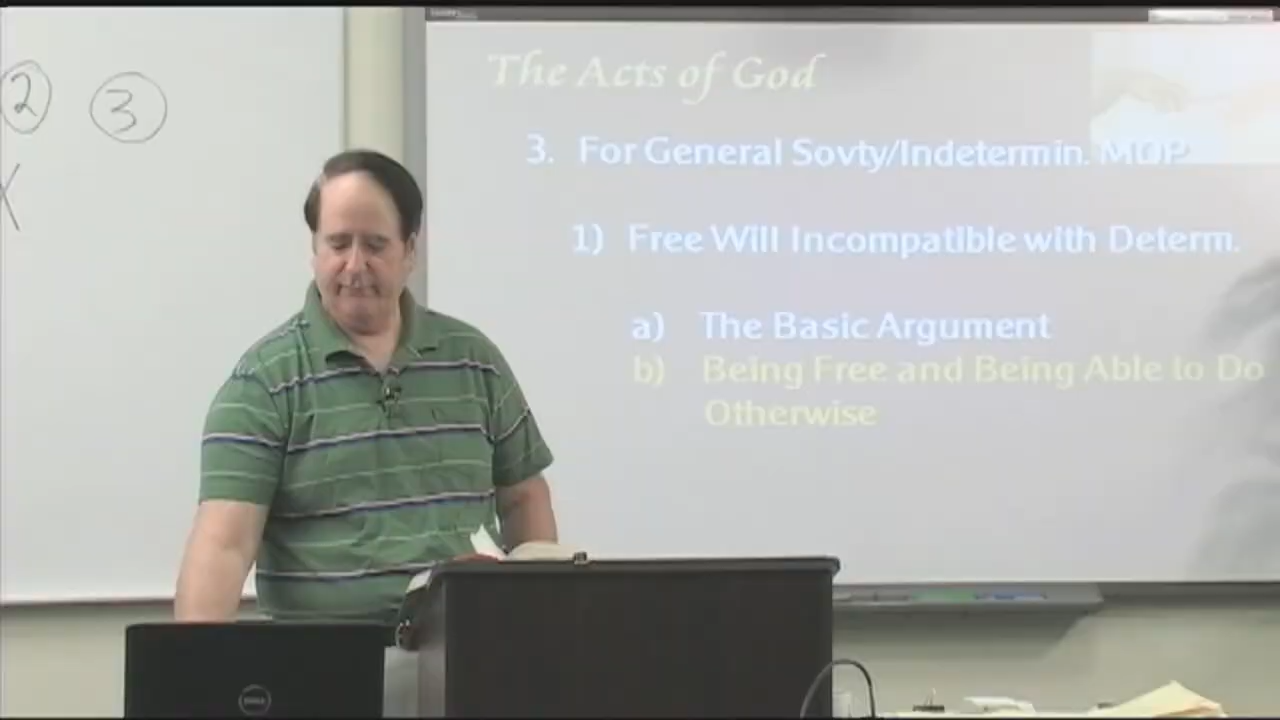 2 3
The Acts of God
3. For General Sovty/Indetermin. MOP
1) Free Will Incompatible with Determ.
a) The Basic Argument
b) Being Free and Being Able to Do
Otherwise
DELL